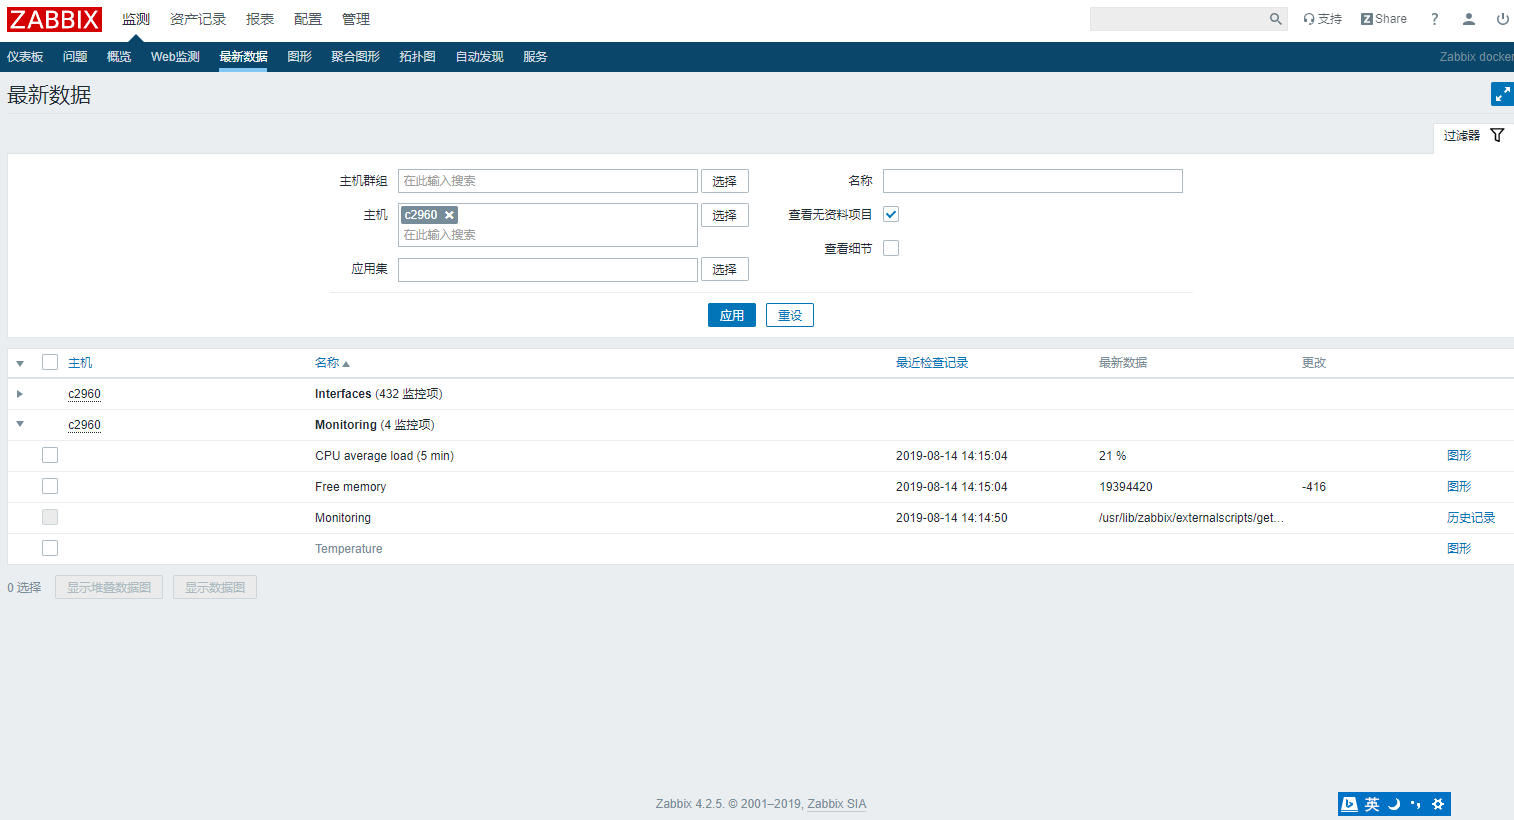 ZABBIX 监测 资产记录 报表 配置 管理 支持 Z Share ?
仪表板 问题 概览 Web监测 最新数据 图形 聚合图形 拓扑图 自动发现 服务 Zabbix docker
最新数据
过滤器
主机群组 在此输入搜索 选择 名称
主机 c2960 在此输入搜索 选择 查看无资料项目
查看细节
应用集 选择
应用 重设
主机 名称 最近检查记录 最新数据 更改
c2960 Interfaces (432 监控项)
c2960 Monitoring (4 监控项)
CPU average load (5 min) 2019-08-14 14:15:04 21 % 图形
Free memory 2019-08-14 14:15:04 19394420 -416 图形
Monitoring 2019-08-14 14:14:50 /usr/lib/zabbix/externalscripts/get... 历史记录
Temperature 图形
0 选择 显示堆叠数据图 显示数据图
Zabbix 4.2.5. © 2001–2019, Zabbix SIA
英